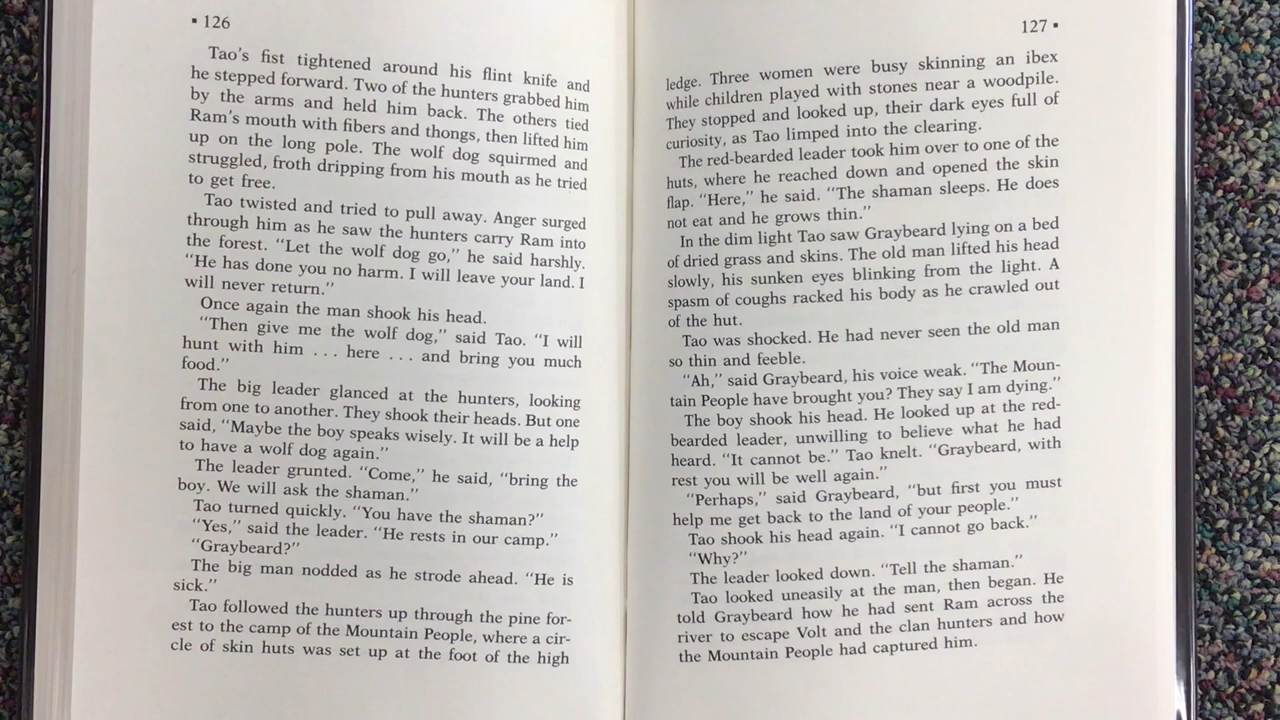 ▪ 126
Tao's fist tightened around his flint knife and
he stepped forward. Two of the hunters grabbed him
by the arms and held him back. The others tied
Ram's mouth with fibers and thongs, then lifted him
up on the long pole. The wolf dog squirmed and
struggled, froth dripping from his mouth as he tried
to get free.
Tao twisted and tried to pull away. Anger surged
through him as he saw the hunters carry Ram into
the forest. "Let the wolf dog go," he said harshly.
"He has done you no harm. I will leave your land. I
will never return."
Once again the man shook his head.
"Then give me the wolf dog," said Tao. "I will
hunt with him . . . here . . . and bring you much
food."
The big leader glanced at the hunters, looking
from one to another. They shook their heads. But one
said, "Maybe the boy speaks wisely. It will be a help
to have a wolf dog again."
The leader grunted. "Come," he said, "bring the
boy. We will ask the shaman."
Tao turned quickly. "You have the shaman?"
"Yes," said the leader. "He rests in our camp."
"Graybeard?"
The big man nodded as he strode ahead. "He is
sick."
Tao followed the hunters up through the pine for-
est to the camp of the Mountain People, where a cir-
cle of skin huts was set up at the foot of the high
127 ▪
ledge. Three women were busy skinning an ibex
while children played with stones near a woodpile.
They stopped and looked up, their dark eyes full of
curiosity, as Tao limped into the clearing.
The red-bearded leader took him over to one of the
huts, where he reached down and opened the skin
flap. "Here," he said. "The shaman sleeps. He does
not eat and he grows thin."
In the dim light Tao saw Graybeard lying on a bed
of dried grass and skins. The old man lifted his head
slowly, his sunken eyes blinking from the light. A
spasm of coughs racked his body as he crawled out
of the hut.
Tao was shocked. He had never seen the old man
so thin and feeble.
"Ah," said Graybeard, his voice weak. "The Moun-
tain People have brought you? They say I am dying."
The boy shook his head. He looked up at the red-
bearded leader, unwilling to believe what he had
heard. "It cannot be." Tao knelt. "Graybeard, with
rest you will be well again."
"Perhaps," said Graybeard, "but first you must
help me get back to the land of your people."
Tao shook his head again. "I cannot go back."
"Why?"
The leader looked down. "Tell the shaman."
Tao looked uneasily at the man, then began. He
told Graybeard how he had sent Ram across the
river to escape Volt and the clan hunters and how
the Mountain People had captured him.